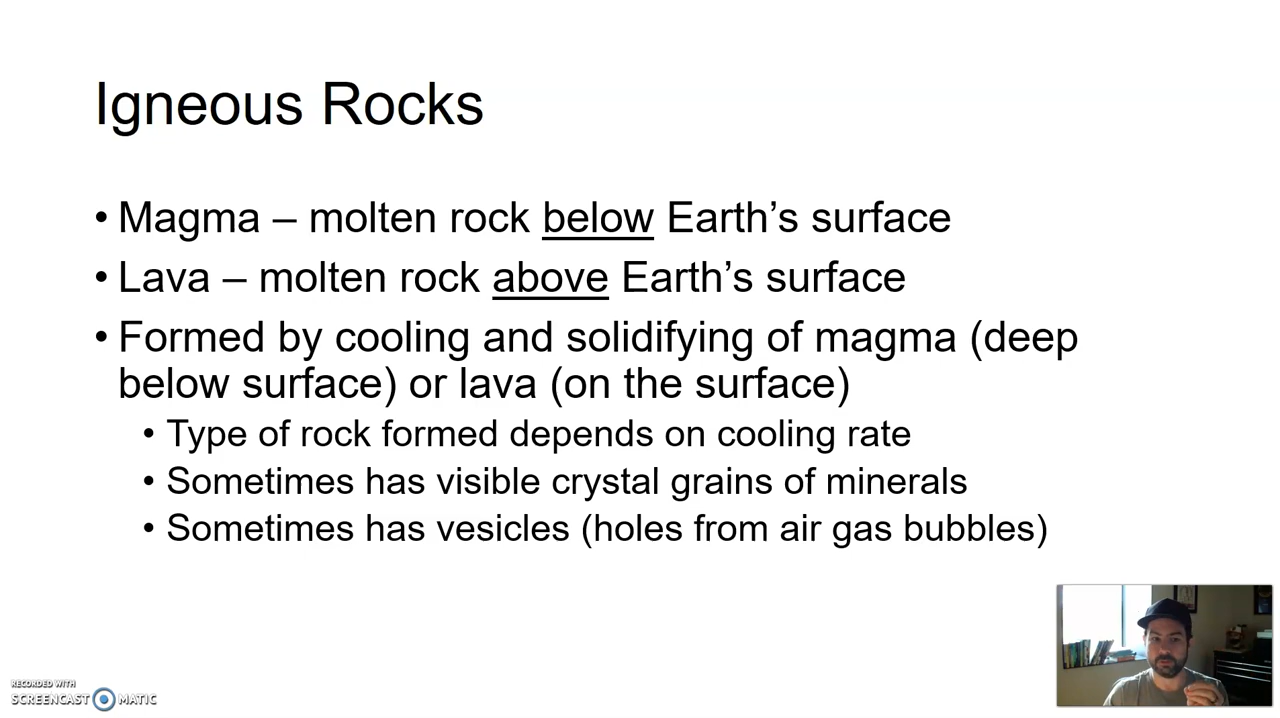 Igneous Rocks
• Magma – molten rock below Earth’s surface
• Lava – molten rock above Earth’s surface
• Formed by cooling and solidifying of magma (deep
below surface) or lava (on the surface)
• Type of rock formed depends on cooling rate
• Sometimes has visible crystal grains of minerals
• Sometimes has vesicles (holes from air gas bubbles)
RECORDED WITH
SCREENCAST MATIC